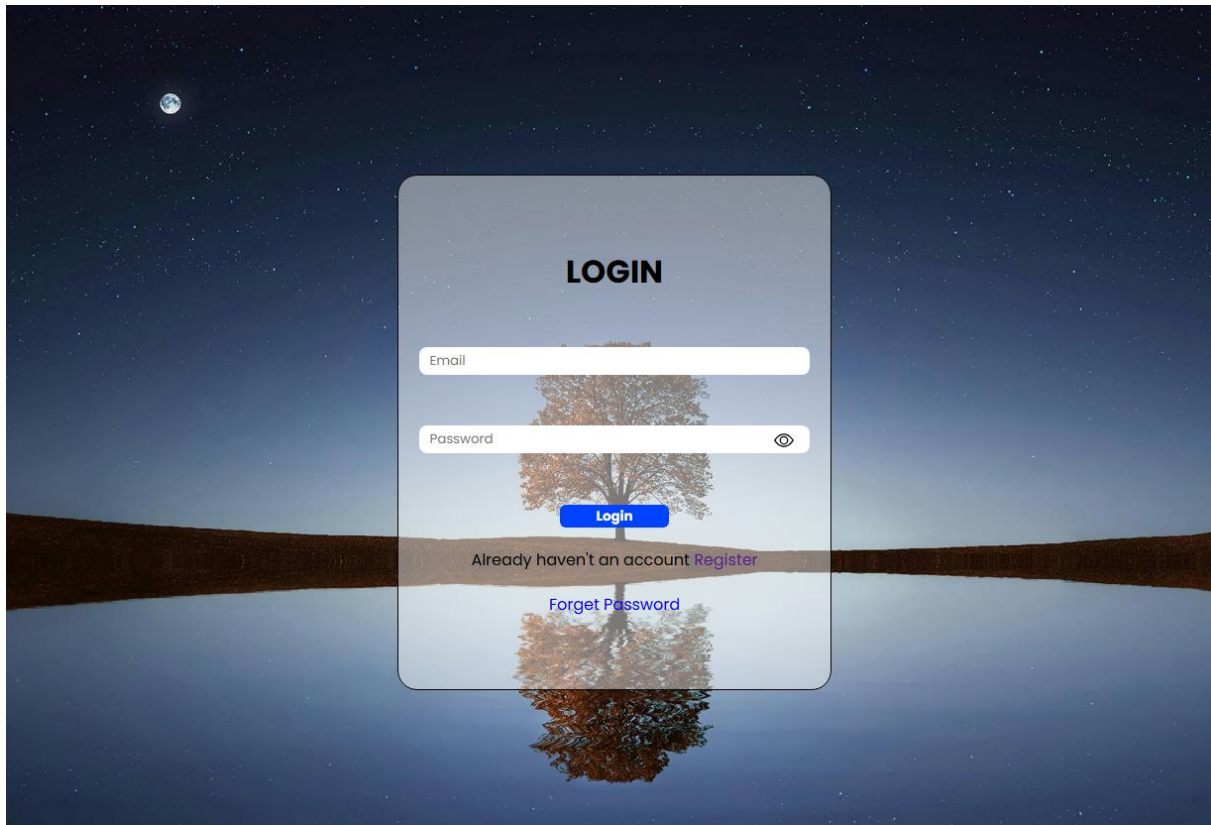 LOGIN
Email
Password
Login
Already haven't an account Register
Forget Password